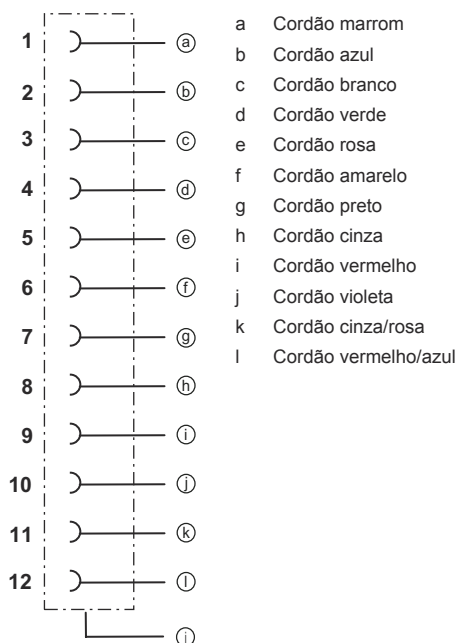 1 a
2 b
3 c
4 d
5 e
6 f
7 g
8 h
9 i
10 j
11 k
12 l
a Cordão marrom
b Cordão azul
c Cordão branco
d Cordão verde
e Cordão rosa
f Cordão amarelo
g Cordão preto
h Cordão cinza
i Cordão vermelho
j Cordão violeta
k Cordão cinza/rosa
l Cordão vermelho/azul